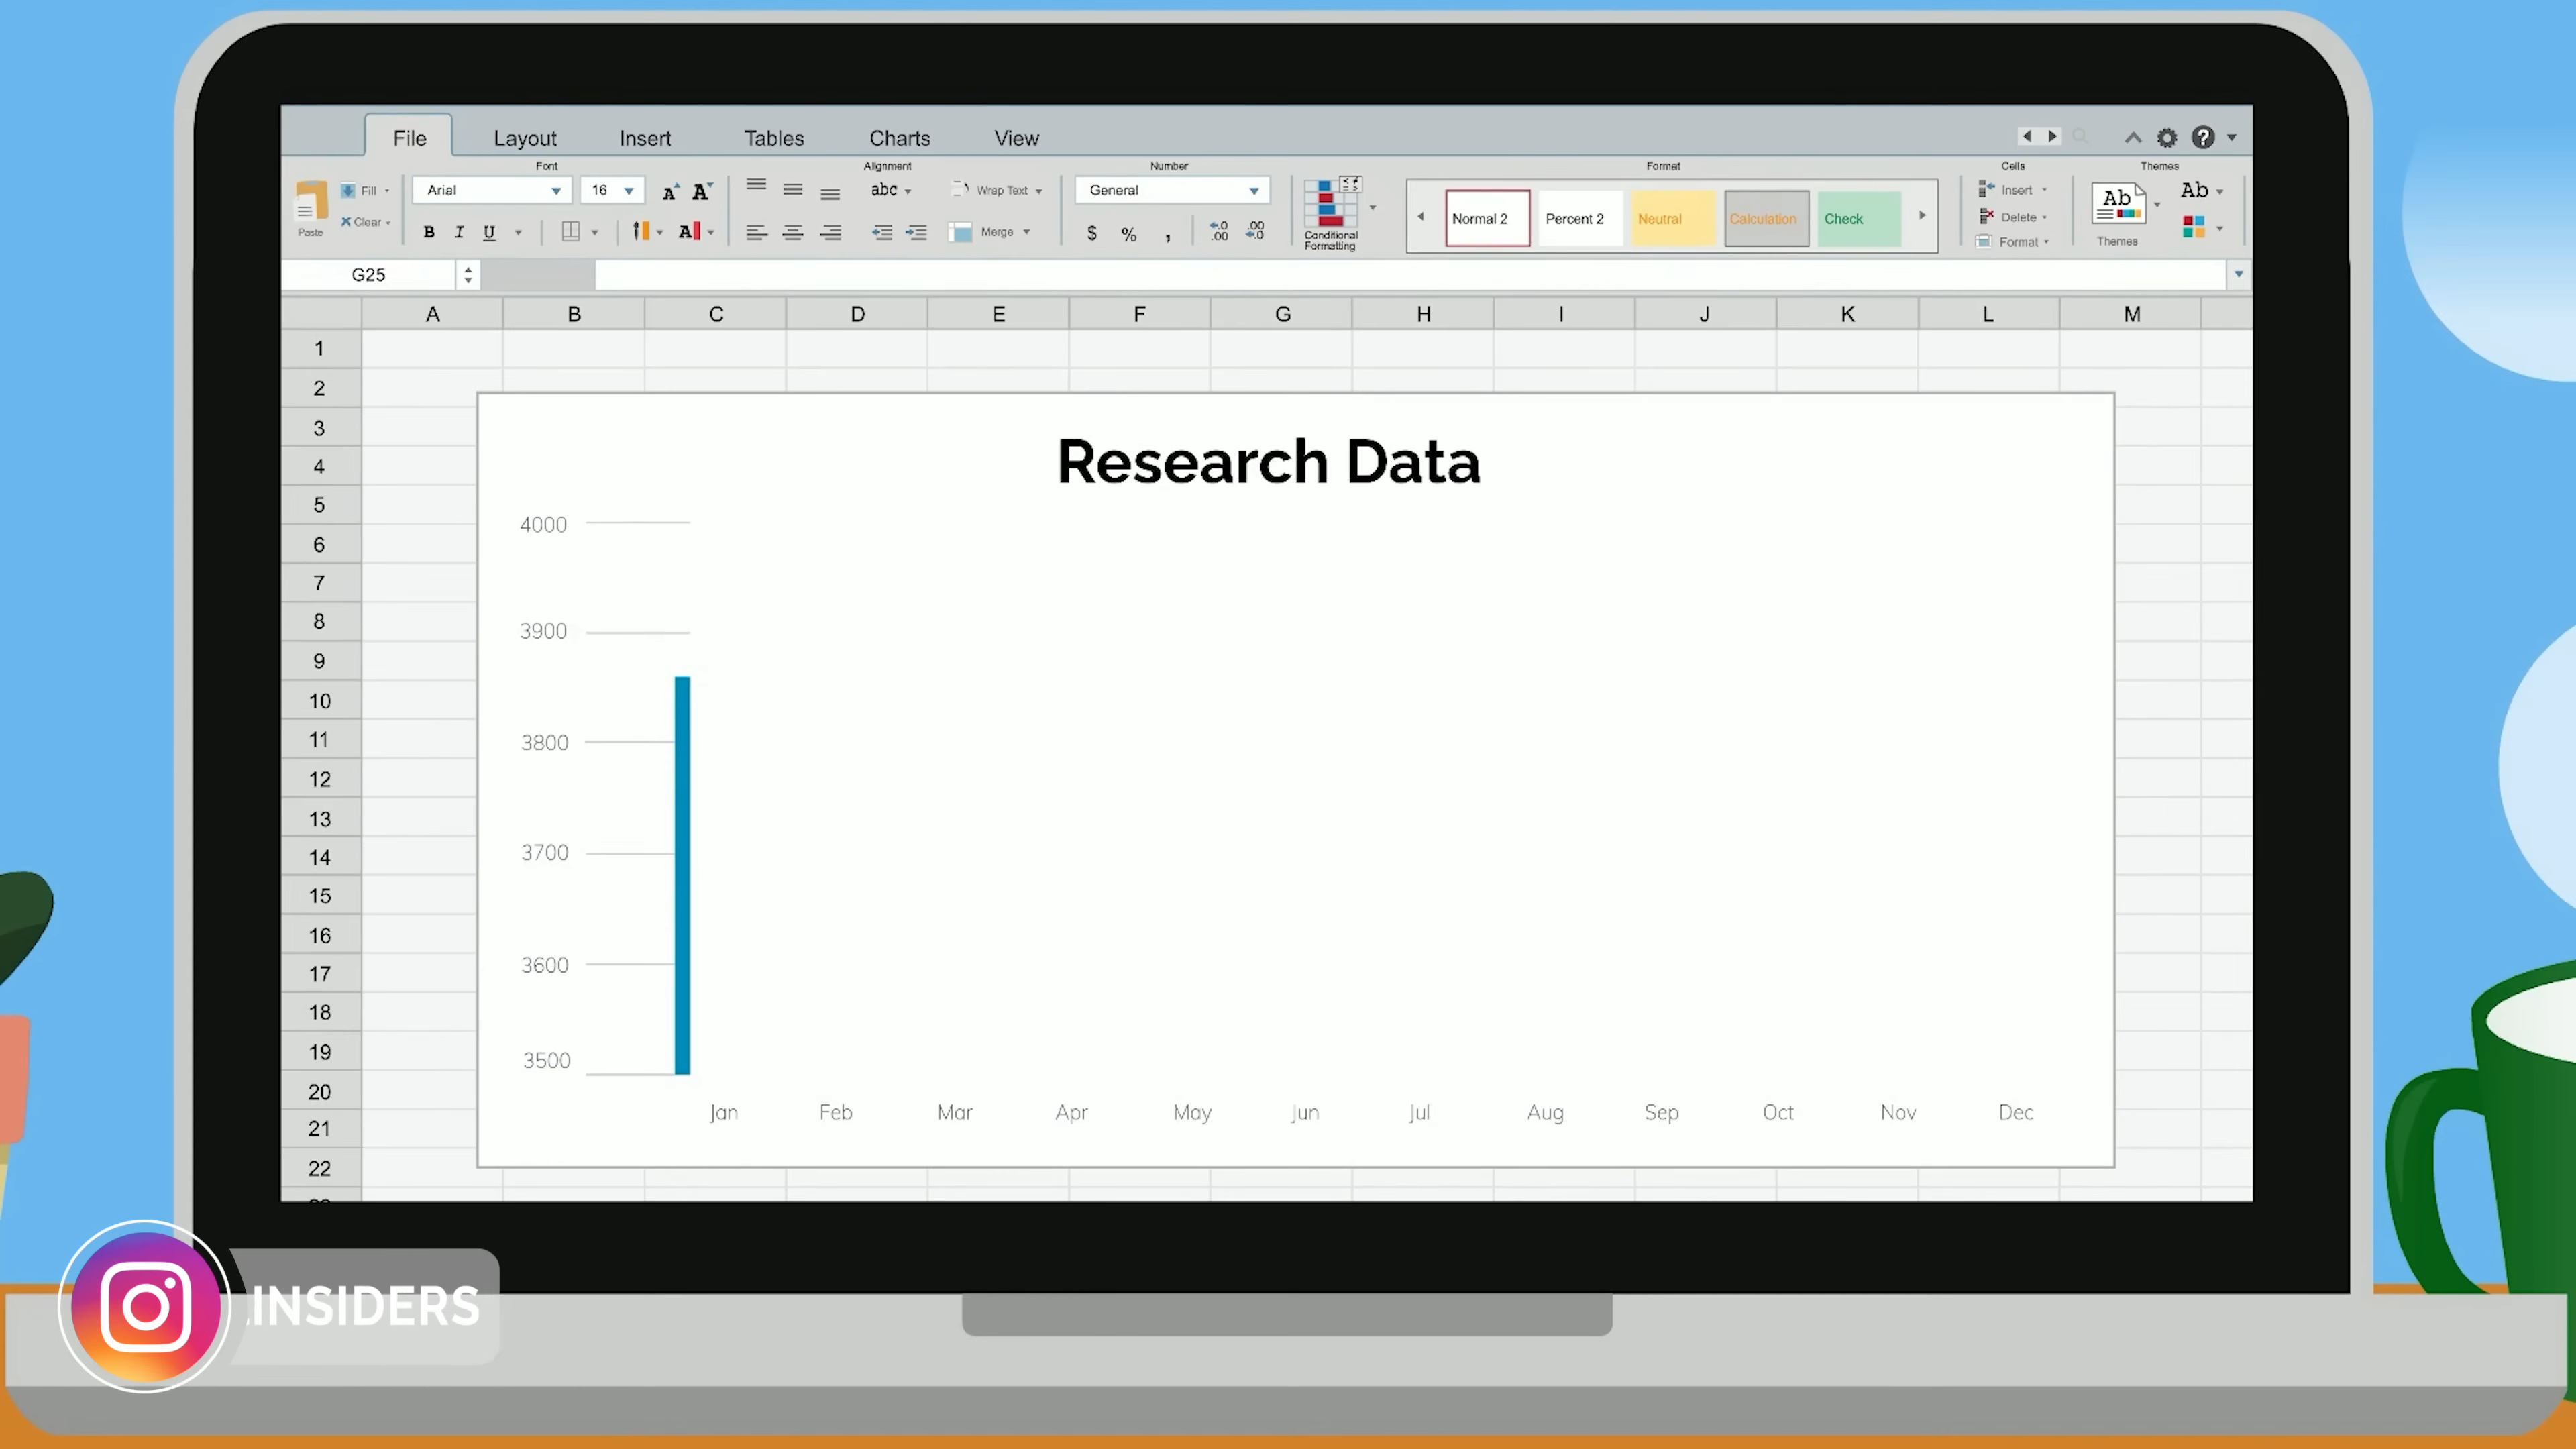 File Layout Insert Tables Charts View
Font Alignment Number Format Cells Themes
Paste
Fill
Clear
Arial 16 A A
B I U A
abc Wrap Text
Merge
General
$ % , .0 .00 .00 .0
Conditional
Formatting
Normal 2 Percent 2 Neutral Calculation Check
Insert
Delete
Format
Ab
Themes
Ab
G25
A B C D E F G H I J K L M
1
2
3
4
5
6
7
8
9
10
11
12
13
14
15
16
17
18
19
20
21
22
Research Data
4000
3900
3800
3700
3600
3500
Jan Feb Mar Apr May Jun Jul Aug Sep Oct Nov Dec
INSIDERS